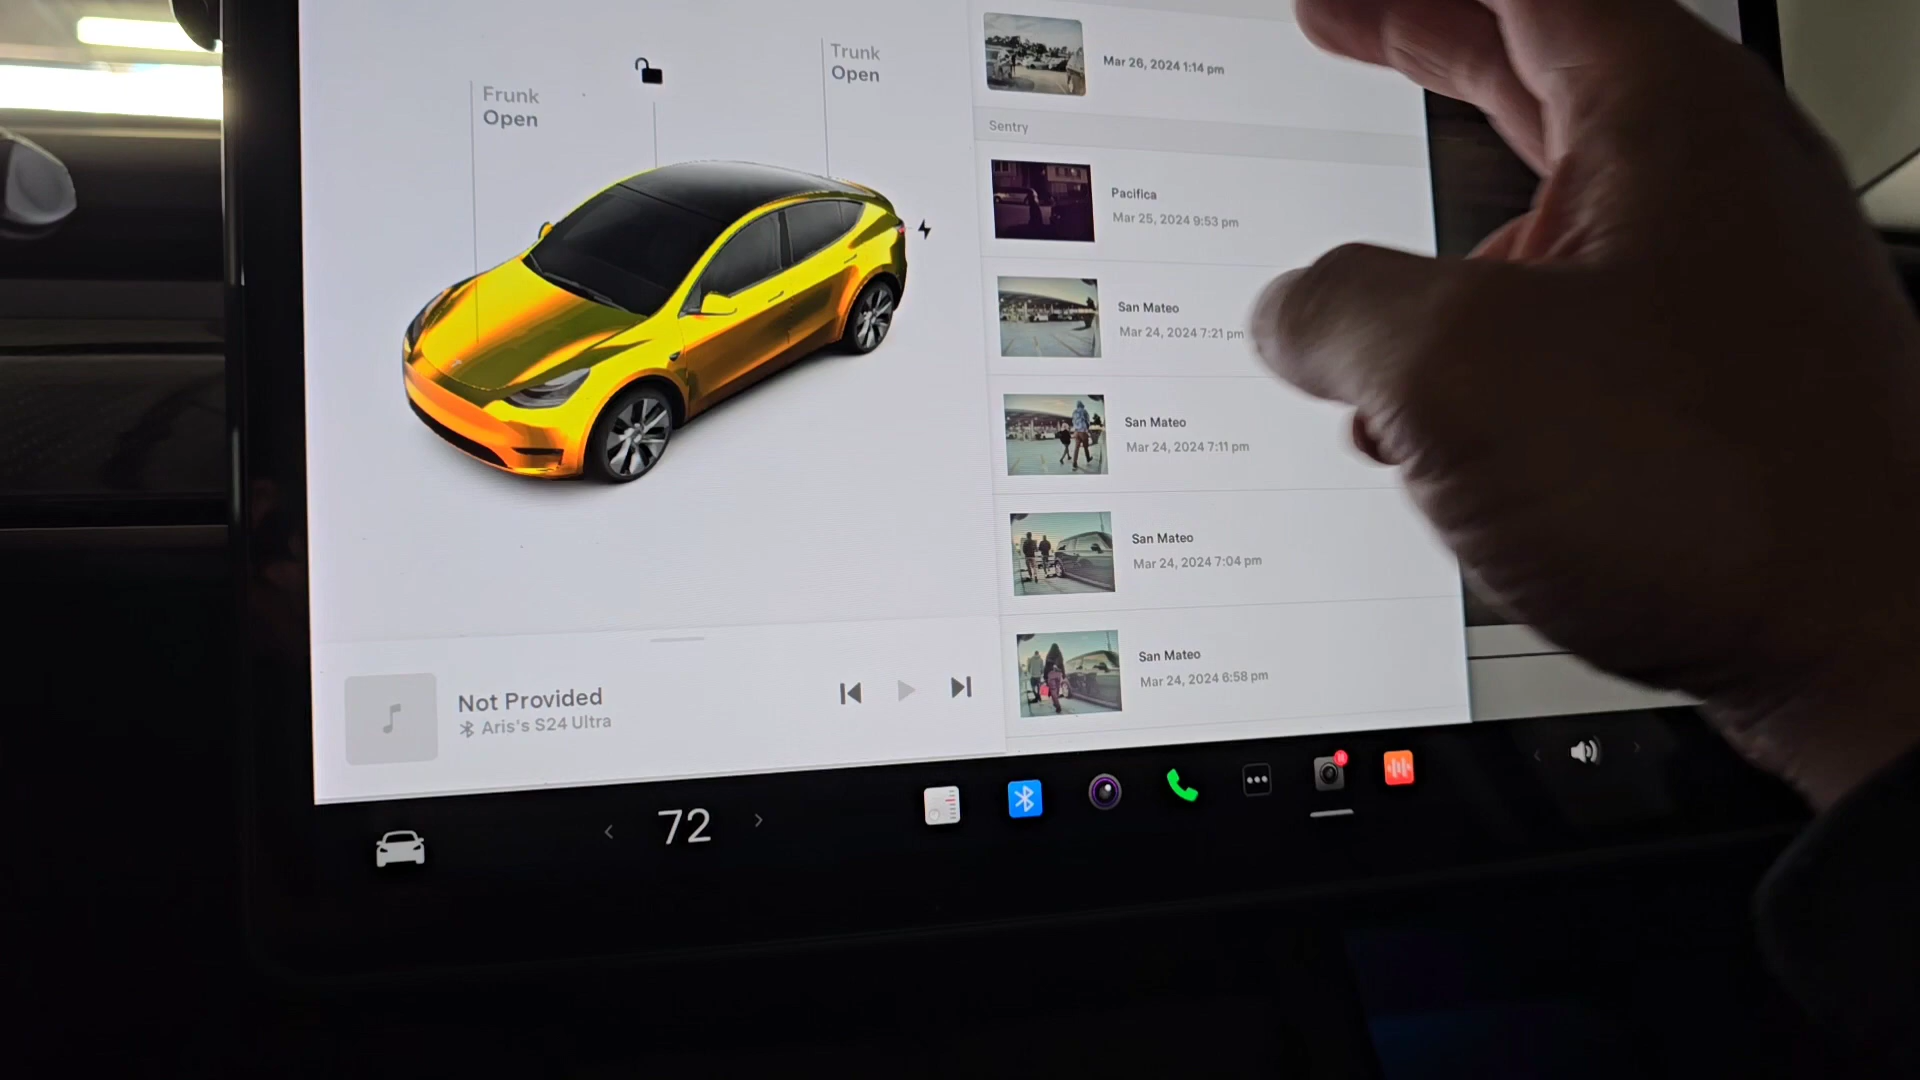 Frunk
Open
Trunk
Open
Mar 26, 2024 1:14 pm
Sentry
Pacifica
Mar 25, 2024 9:53 pm
San Mateo
Mar 24, 2024 7:21 pm
San Mateo
Mar 24, 2024 7:11 pm
San Mateo
Mar 24, 2024 7:04 pm
San Mateo
Mar 24, 2024 6:58 pm
Not Provided
Aris's S24 Ultra
72